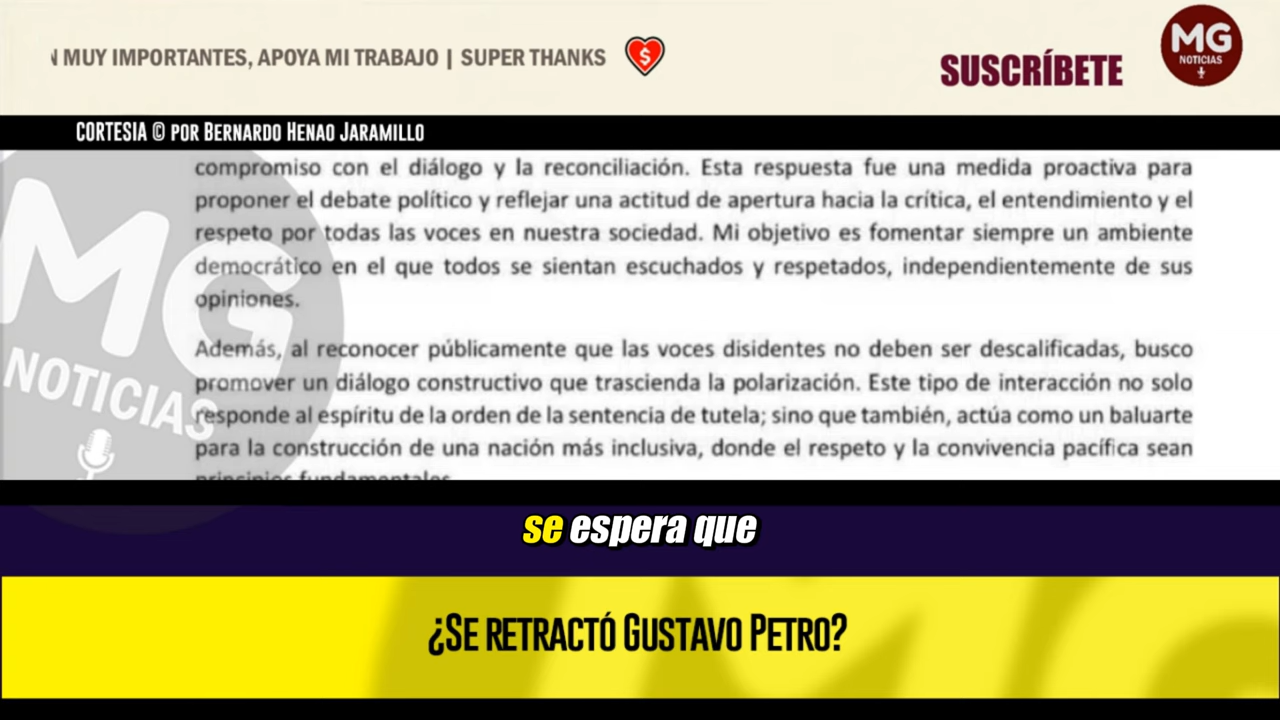 MUY IMPORTANTES, APOYA MI TRABAJO | SUPER THANKS
$
SUSCRÍBETE
MG
NOTICIAS
CORTESIA © POR BERNARDO HENAO JARAMILLO
compromiso con el diálogo y la reconciliación. Esta respuesta fue una medida proactiva para
proponer el debate político y reflejar una actitud de apertura hacia la crítica, el entendimiento y el
respeto por todas las voces en nuestra sociedad. Mi objetivo es fomentar siempre un ambiente
democrático en el que todos se sientan escuchados y respetados, independientemente de sus
opiniones.
Además, al reconocer públicamente que las voces disidentes no deben ser descalificadas, busco
promover un diálogo constructivo que trascienda la polarización. Este tipo de interacción no solo
responde al espíritu de la orden de la sentencia de tutela; sino que también, actúa como un baluarte
para la construcción de una nación más inclusiva, donde el respeto y la convivencia pacífica sean
principios fundamentales.
MG
NOTICIAS
se espera que
¿SE RETRACTÓ GUSTAVO PETRO?